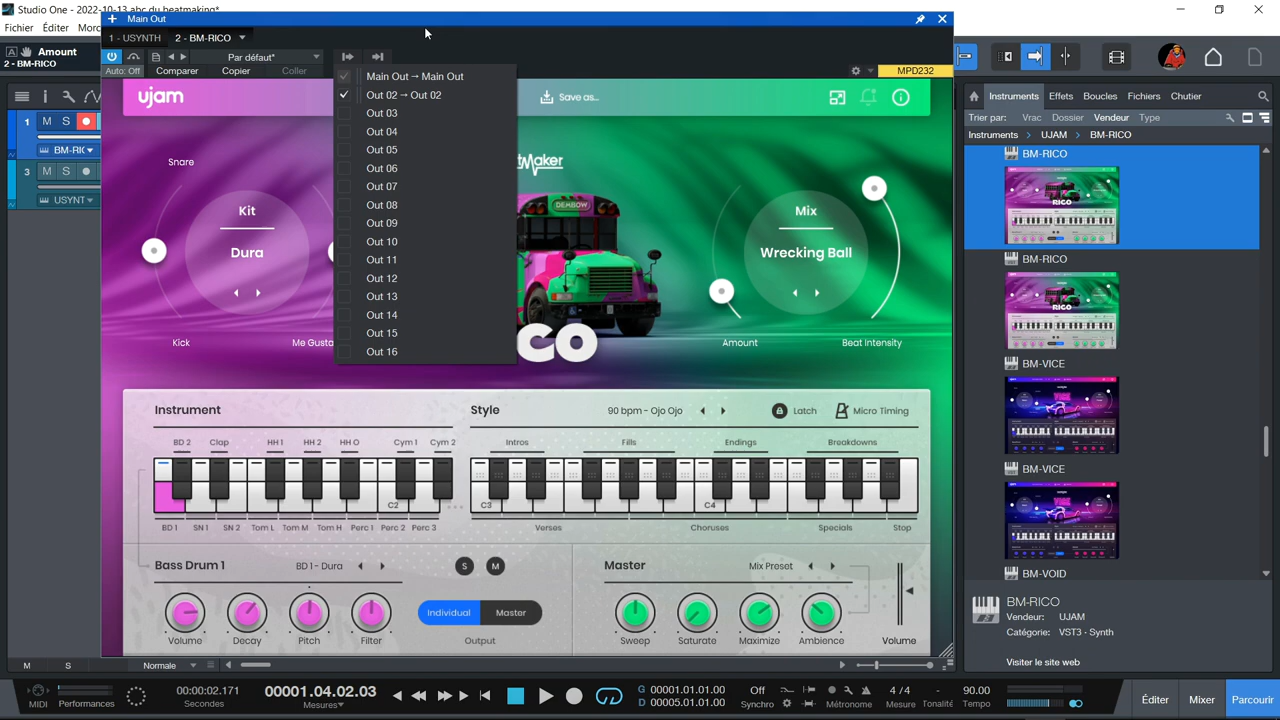 Studio One - 2022-10-13 abc du beatmaking*
Main Out
Fichier Éditer Morc
1 - USYNTH 2 - BM-RICO
Amount
2 - BM-RICO
Par défaut*
Auto: Off Comparer Copier Coller
MPD232
Main Out → Main Out
Out 02 → Out 02
Out 03
Out 04
Out 05
Out 06
Out 07
Out 08
Out 09
Out 10
Out 11
Out 12
Out 13
Out 14
Out 15
Out 16
ujam
Save as...
1 M S BM-RIC
3 M S USYNT
Snare
Kit
Dura
Kick Me Gusta
DEMBOW
Mix
Wrecking Ball
Amount Beat Intensity
Instrument
Style 90 bpm - Ojo Ojo Latch Micro Timing
BD 2 Clap HH 1 HH 2 HH O Cym 1 Cym 2
Intros Fills Endings Breakdowns
C2 C3 C4
BD 1 SN 1 SN 2 Tom L Tom M Tom H Perc 1 Perc 2 Perc 3
Verses Choruses Specials Stop
Bass Drum 1 BD 1 - Dura S M
Master Mix Preset
Individual Master
Volume Decay Pitch Filter Output
Sweep Saturate Maximize Ambience Volume
Instruments Effets Boucles Fichiers Chutier
Trier par: Vrac Dossier Vendeur Type
Instruments UJAM BM-RICO
BM-RICO
BM-RICO
BM-VICE
BM-VICE
BM-VOID
BM-RICO
Vendeur: UJAM
Catégorie: VST3 · Synth
Visiter le site web
M S Normale
MIDI Performances
00:00:02.171
Secondes
00001.04.02.03
Mesures
G 00001.01.01.00
D 00005.01.01.00
Off
Synchro
Métronome
4 / 4
Mesure
-
Tonalité
90.00
Tempo
Éditer Mixer Parcourir